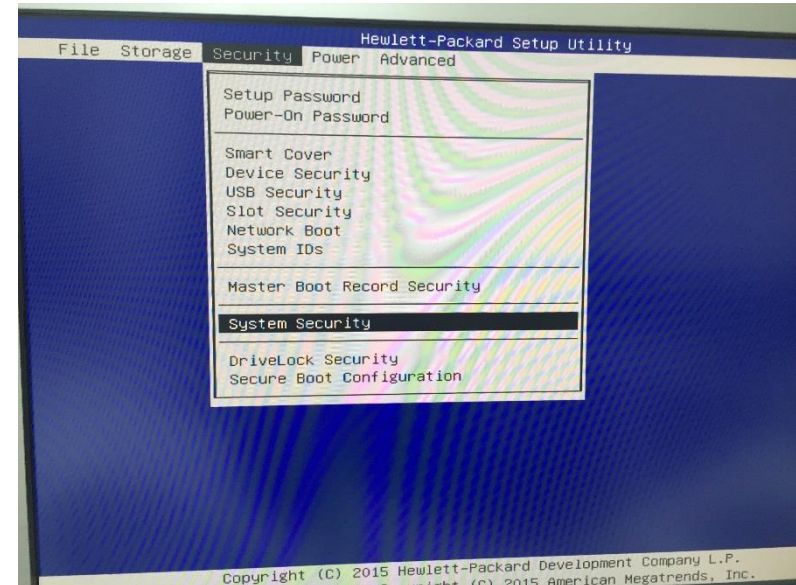 Hewlett-Packard Setup Utility
File Storage Security Power Advanced
Setup Password
Power-On Password
Smart Cover
Device Security
USB Security
Slot Security
Network Boot
System IDs
Master Boot Record Security
System Security
DriveLock Security
Secure Boot Configuration
Copyright (C) 2015 Hewlett-Packard Development Company L.P.
Copyright (C) 2015 American Megatrends, Inc.